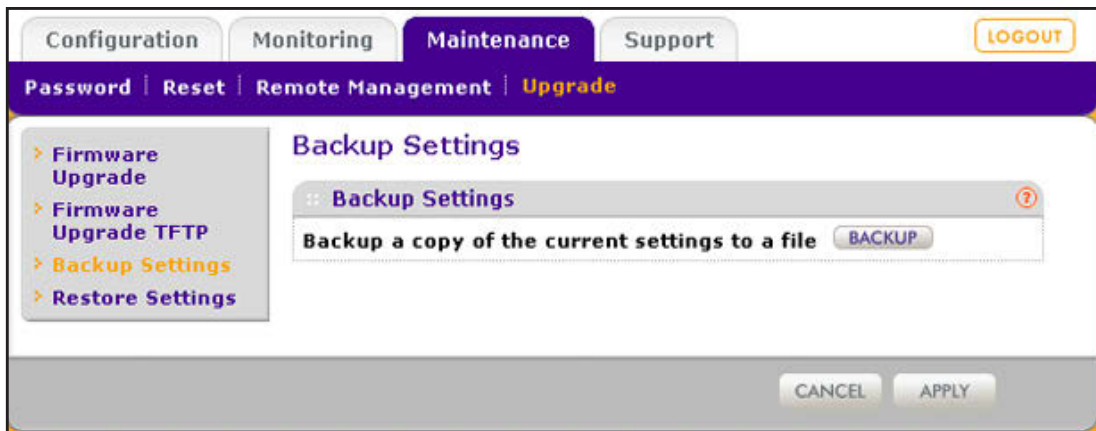 Configuration Monitoring Maintenance Support LOGOUT
Password Reset Remote Management Upgrade
Firmware
Upgrade
Firmware
Upgrade TFTP
Backup Settings
Restore Settings
Backup Settings
Backup Settings ?
Backup a copy of the current settings to a file BACKUP
CANCEL APPLY